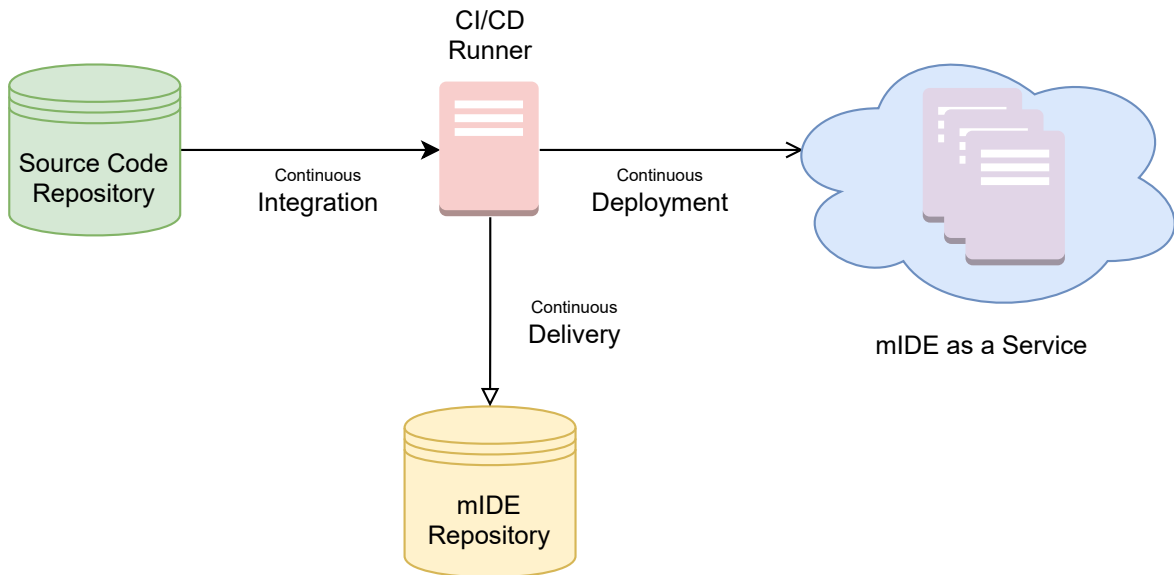 CI/CD
Runner
Source Code
Repository
Continuous
Integration
Continuous
Deployment
Continuous
Delivery
mIDE as a Service
mIDE
Repository